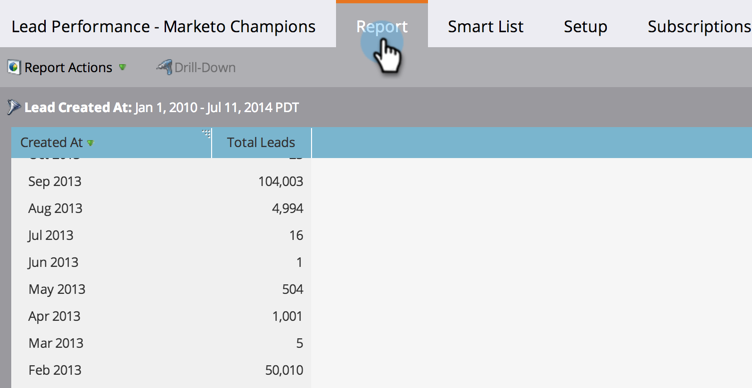 Lead Performance - Marketo Champions Report Smart List Setup Subscriptions
Report Actions Drill-Down
Lead Created At: Jan 1, 2010 - Jul 11, 2014 PDT
Created At Total Leads
Sep 2013 104,003
Aug 2013 4,994
Jul 2013 16
Jun 2013 1
May 2013 504
Apr 2013 1,001
Mar 2013 5
Feb 2013 50,010